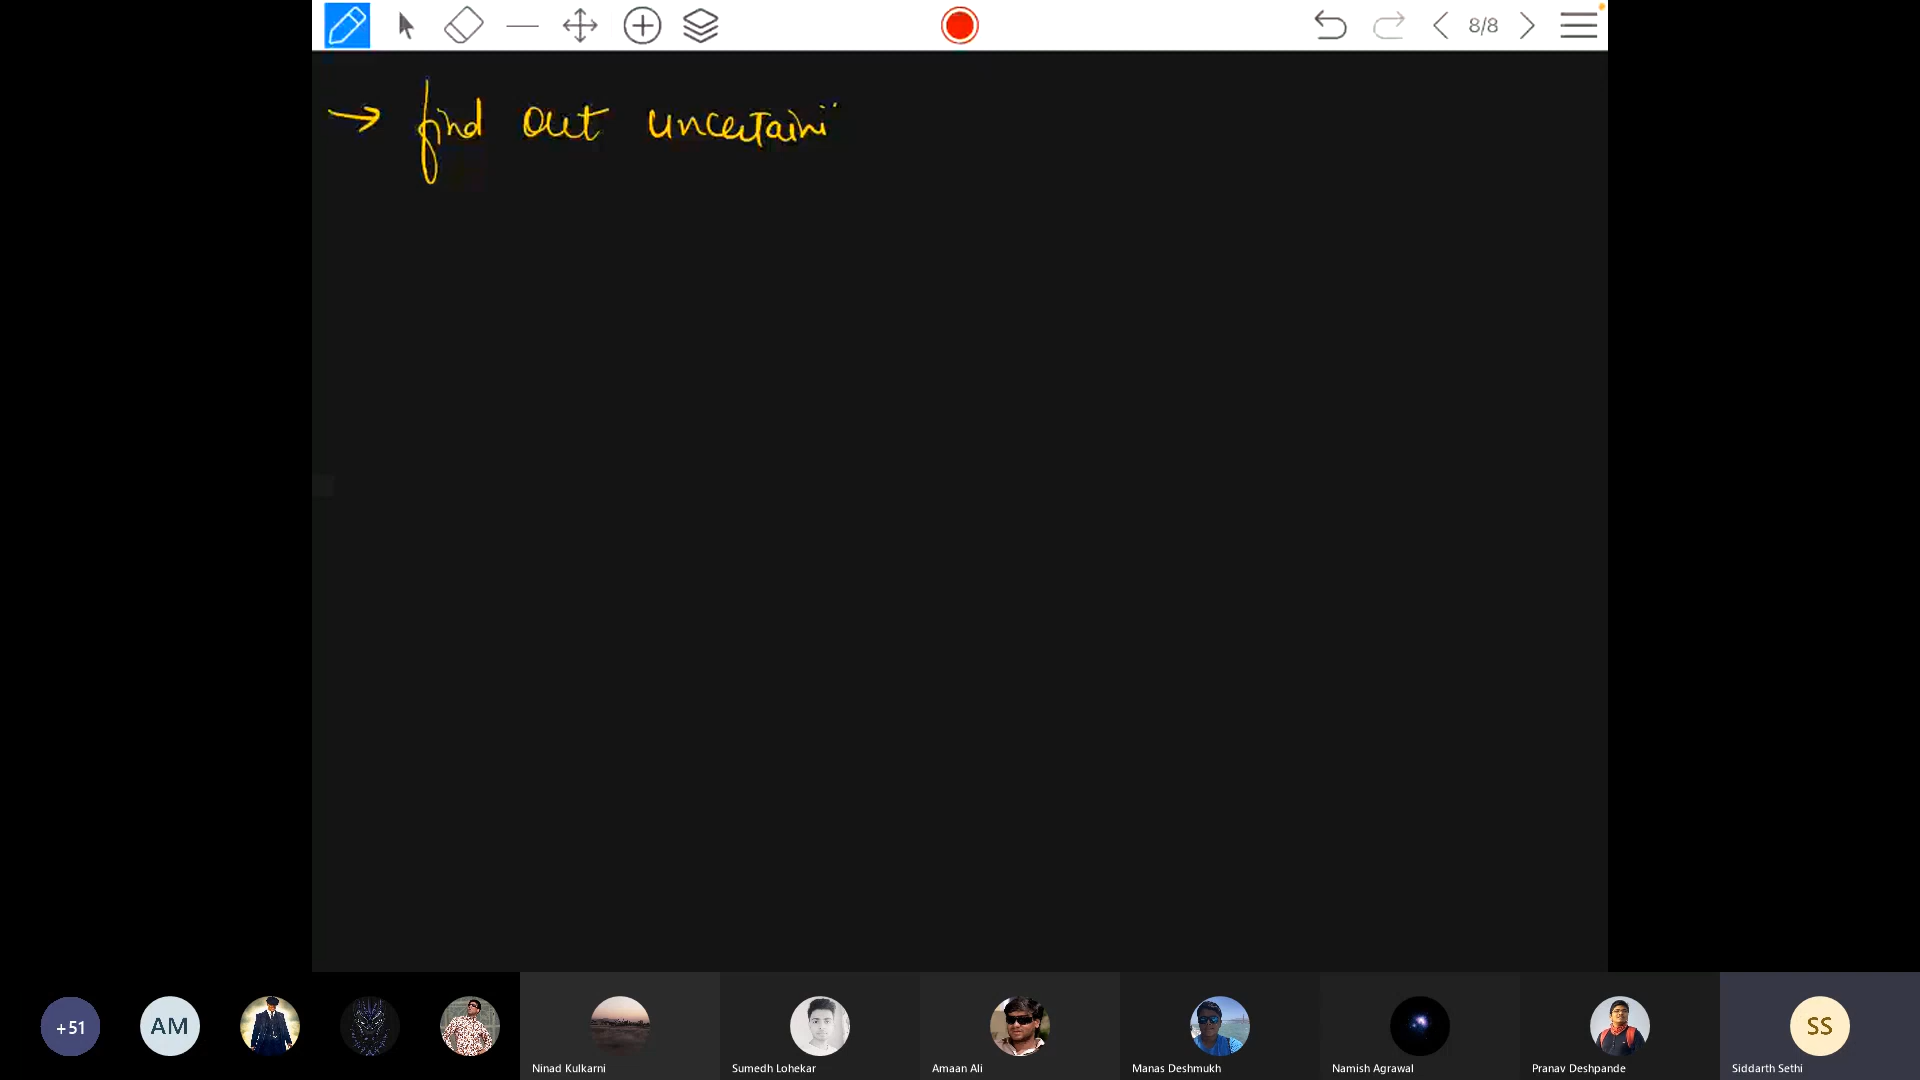 8/8
→ find out uncertaini
+51
AM
SS
Ninad Kulkarni
Sumedh Lohekar
Amaan Ali
Manas Deshmukh
Namish Agrawal
Pranav Deshpande
Siddarth Sethi